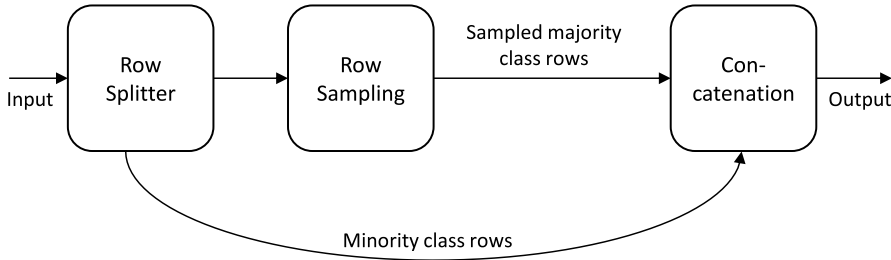 Input
Row
Splitter
Row
Sampling
Sampled majority
class rows
Con-
catenation
Output
Minority class rows